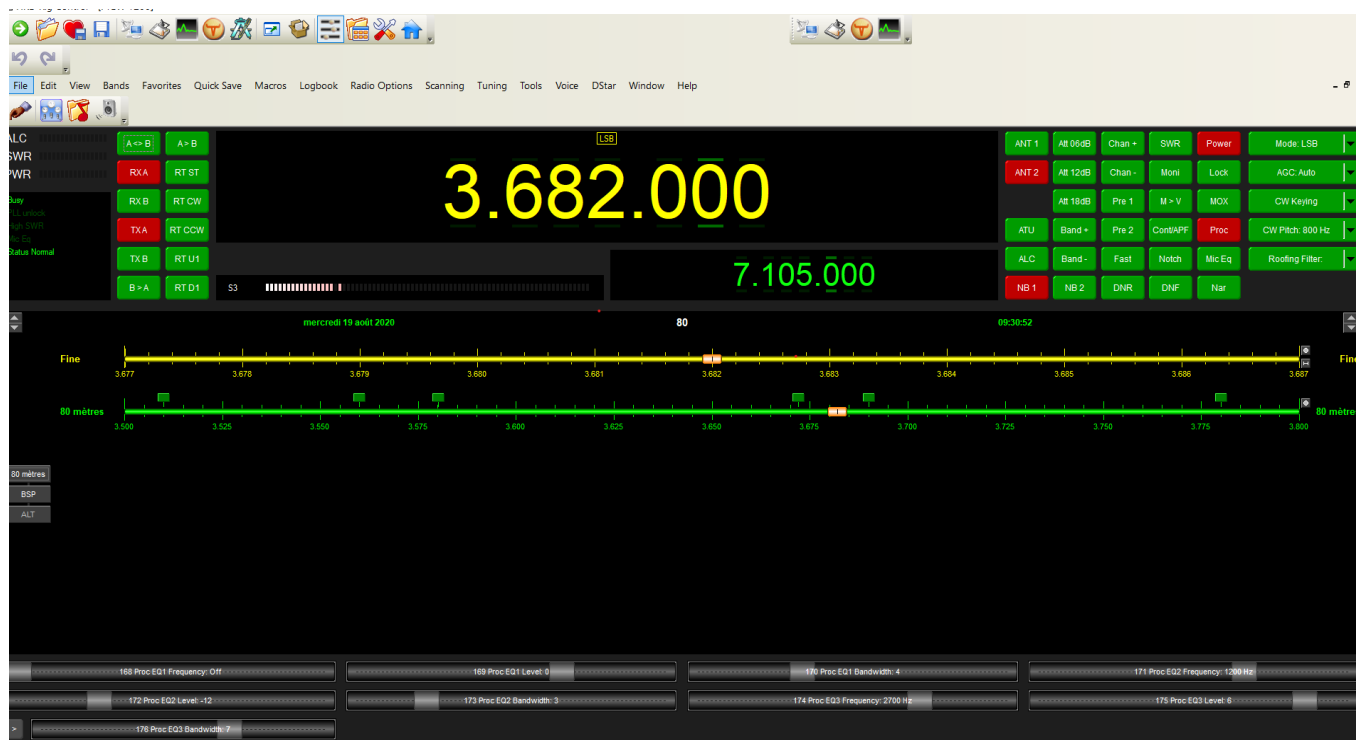 File Edit View Bands Favorites Quick Save Macros Logbook Radio Options Scanning Tuning Tools Voice DStar Window Help
ALC
SWR
PWR
Busy
PLL unlock
High SWR
Mic Eq
Status Normal
A<>B A>B
RX A RT ST
RX B RT CW
TX A RT CCW
TX B RT U1
B>A RT D1
LSB
3.682.000
7.105.000
S3
ANT 1 Att 06dB Chan + SWR Power Mode: LSB
ANT 2 Att 12dB Chan - Moni Lock AGC: Auto
Att 18dB Pre 1 M > V MOX CW Keying
ATU Band + Pre 2 Cont/APF Proc CW Pitch: 800 Hz
ALC Band - Fast Notch Mic Eq Roofing Filter:
NB 1 NB 2 DNR DNF Nar
mercredi 19 août 2020 80 09:30:52
Fine Fine
3.677 3.678 3.679 3.680 3.681 3.682 3.683 3.684 3.685 3.686 3.687
80 mètres 80 mètre
3.500 3.525 3.550 3.575 3.600 3.625 3.650 3.675 3.700 3.725 3.750 3.775 3.800
80 mètres
BSP
ALT
168 Proc EQ1 Frequency: Off 169 Proc EQ1 Level: 0 170 Proc EQ1 Bandwidth: 4 171 Proc EQ2 Frequency: 1200 Hz
172 Proc EQ2 Level: -12 173 Proc EQ2 Bandwidth: 3 174 Proc EQ3 Frequency: 2700 Hz 175 Proc EQ3 Level: 6
> 176 Proc EQ3 Bandwidth: 7